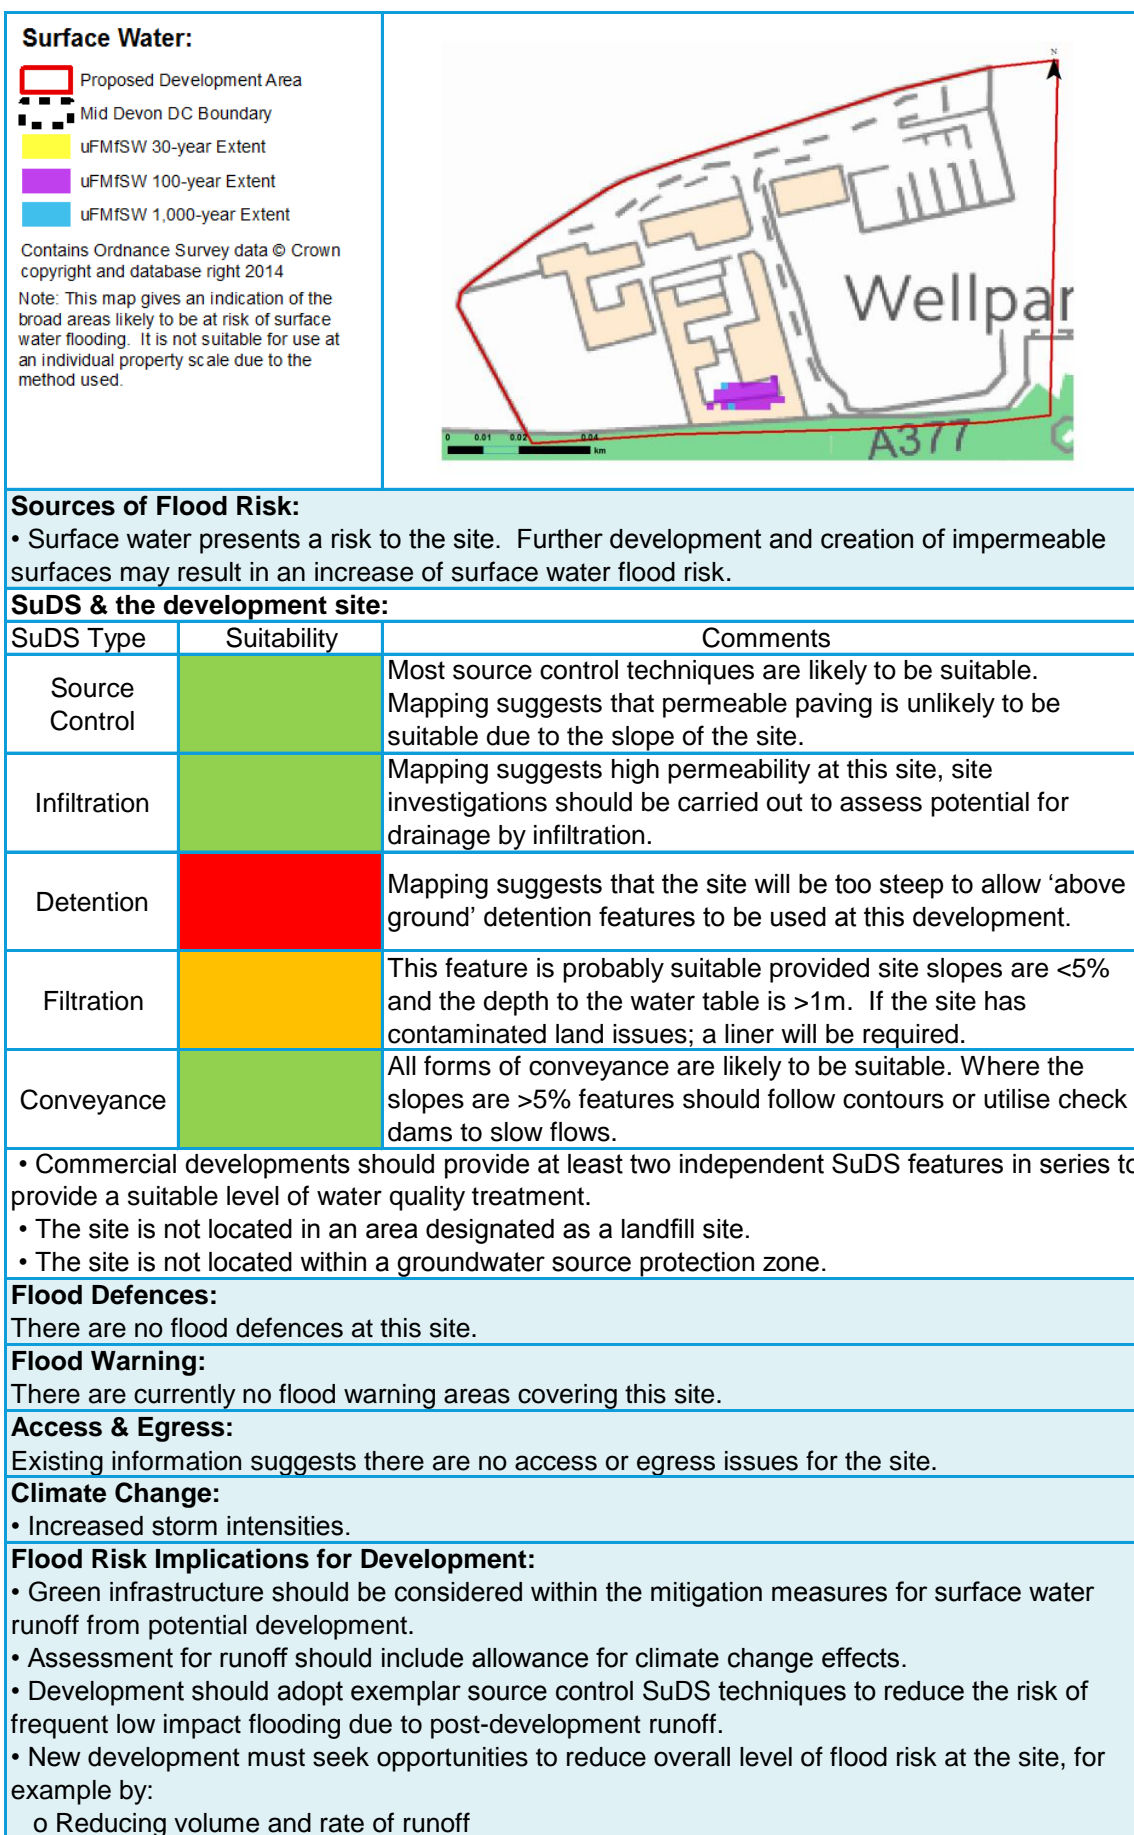 Surface Water:
Proposed Development Area
Mid Devon DC Boundary
uFMfSW 30-year Extent
uFMfSW 100-year Extent
uFMfSW 1,000-year Extent
Contains Ordnance Survey data © Crown
copyright and database right 2014
Note: This map gives an indication of the
broad areas likely to be at risk of surface
water flooding. It is not suitable for use at
an individual property scale due to the
method used.
N
Wellpar
A377
0 0.01 0.02 0.04
km
Sources of Flood Risk:
• Surface water presents a risk to the site. Further development and creation of impermeable
surfaces may result in an increase of surface water flood risk.
SuDS & the development site:
SuDS Type Suitability Comments
Source
Control
Most source control techniques are likely to be suitable.
Mapping suggests that permeable paving is unlikely to be
suitable due to the slope of the site.
Infiltration
Mapping suggests high permeability at this site, site
investigations should be carried out to assess potential for
drainage by infiltration.
Detention
Mapping suggests that the site will be too steep to allow ‘above
ground’ detention features to be used at this development.
Filtration
This feature is probably suitable provided site slopes are <5%
and the depth to the water table is >1m. If the site has
contaminated land issues; a liner will be required.
Conveyance
All forms of conveyance are likely to be suitable. Where the
slopes are >5% features should follow contours or utilise check
dams to slow flows.
• Commercial developments should provide at least two independent SuDS features in series to
provide a suitable level of water quality treatment.
• The site is not located in an area designated as a landfill site.
• The site is not located within a groundwater source protection zone.
Flood Defences:
There are no flood defences at this site.
Flood Warning:
There are currently no flood warning areas covering this site.
Access & Egress:
Existing information suggests there are no access or egress issues for the site.
Climate Change:
• Increased storm intensities.
Flood Risk Implications for Development:
• Green infrastructure should be considered within the mitigation measures for surface water
runoff from potential development.
• Assessment for runoff should include allowance for climate change effects.
• Development should adopt exemplar source control SuDS techniques to reduce the risk of
frequent low impact flooding due to post-development runoff.
• New development must seek opportunities to reduce overall level of flood risk at the site, for
example by:
o Reducing volume and rate of runoff